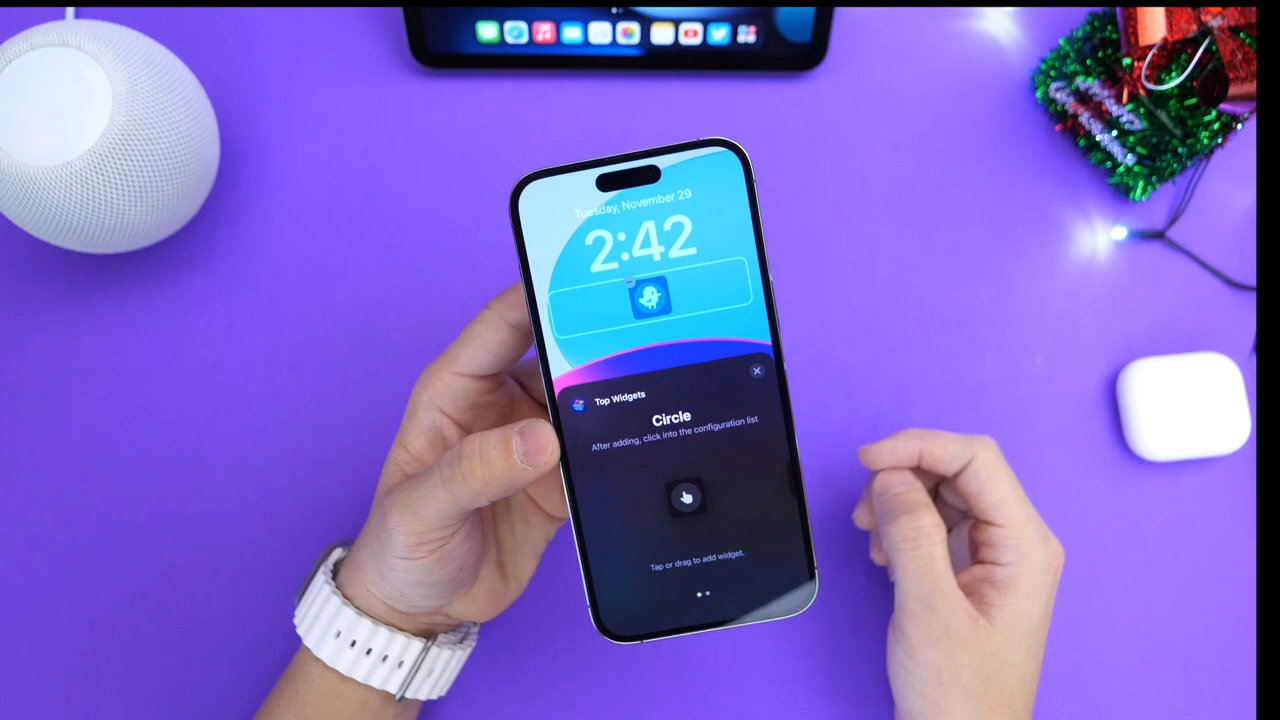 Tuesday, November 29
2:42
Top Widgets
Circle
After adding, click into the configuration list
Tap or drag to add widget.